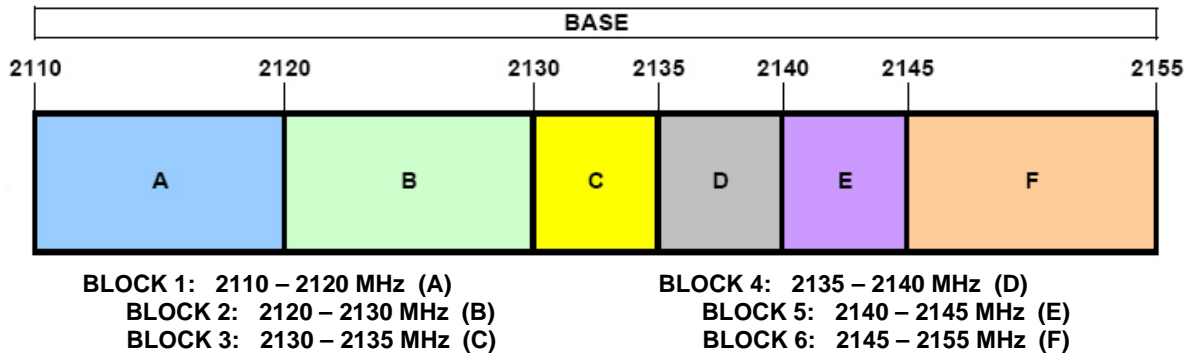 BASE
2110 2120 2130 2135 2140 2145 2155
A B C D E F
BLOCK 1: 2110 – 2120 MHz (A)
BLOCK 2: 2120 – 2130 MHz (B)
BLOCK 3: 2130 – 2135 MHz (C)
BLOCK 4: 2135 – 2140 MHz (D)
BLOCK 5: 2140 – 2145 MHz (E)
BLOCK 6: 2145 – 2155 MHz (F)